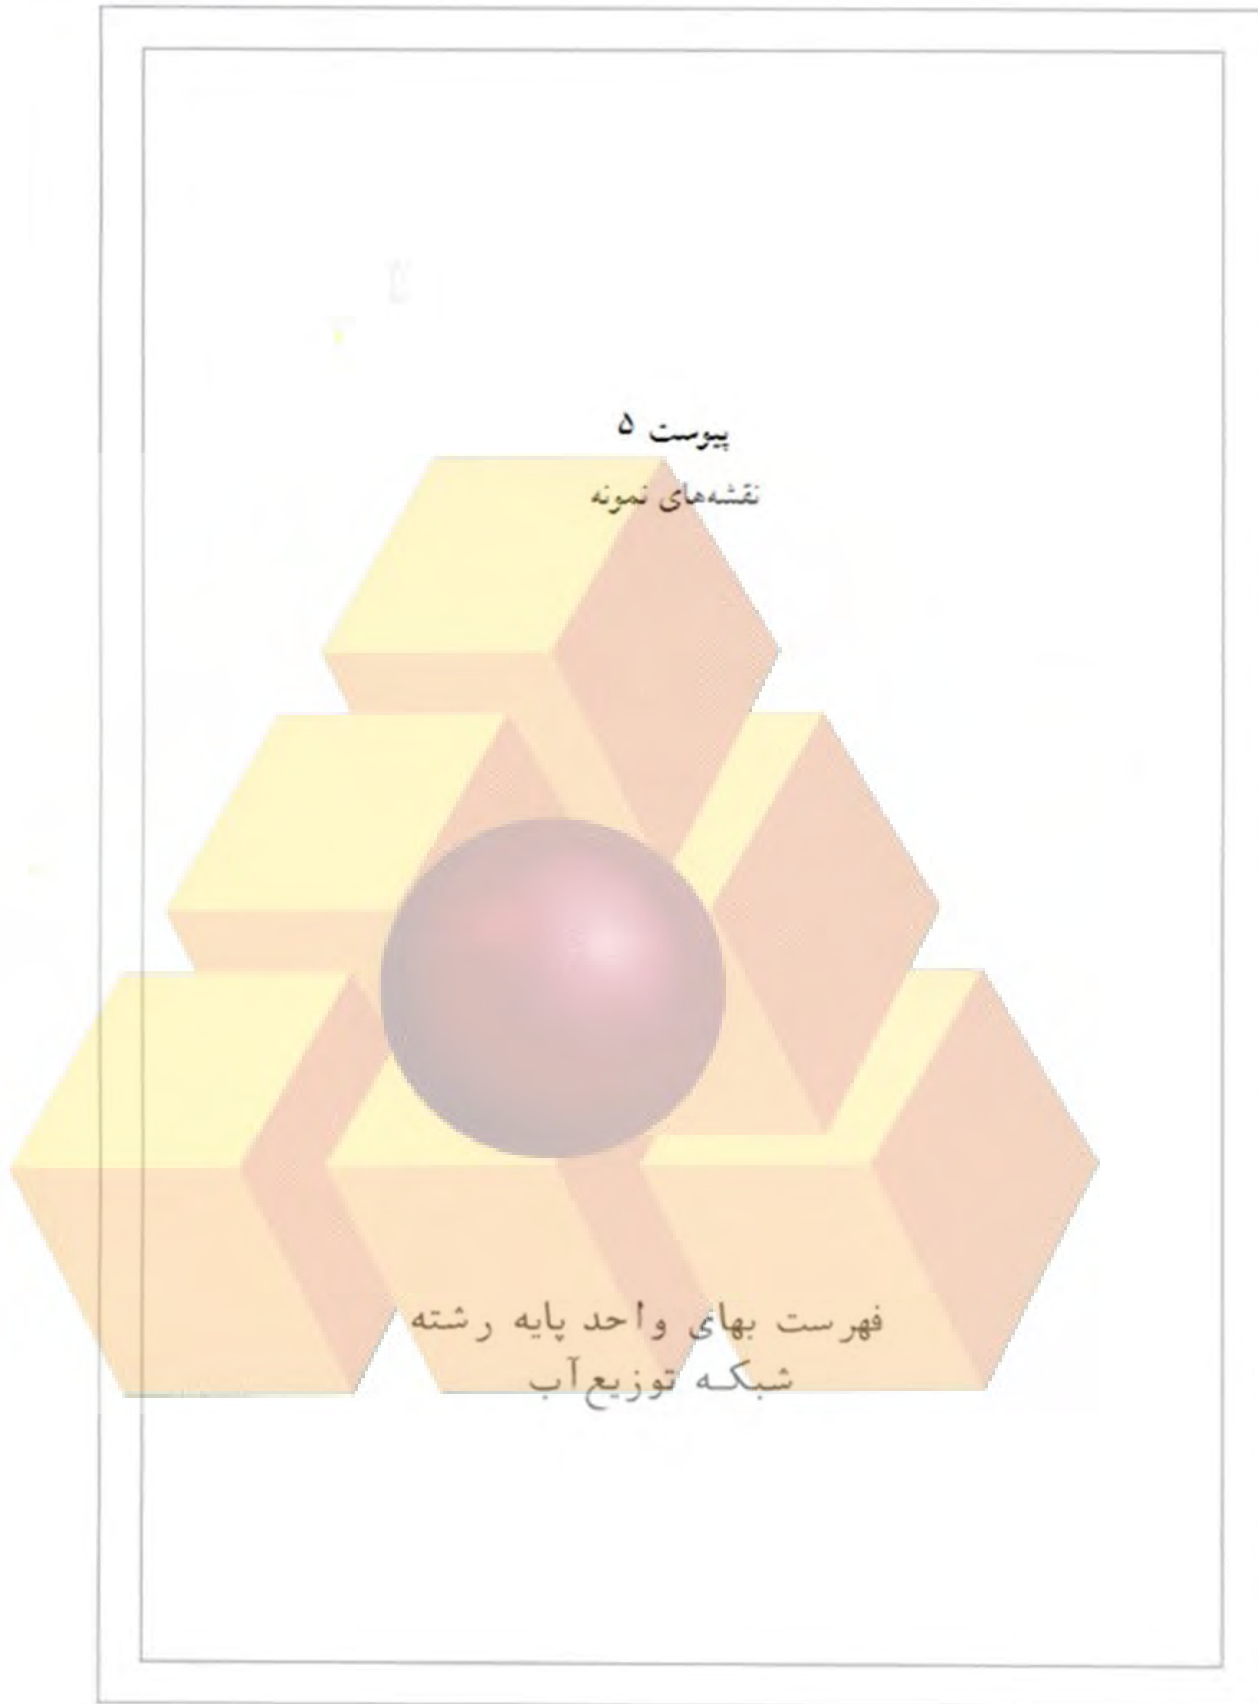 پیوست ۵
نقشه‌های نمونه
فهرست بهای واحد پایه رشته
شبکه توزیع آب